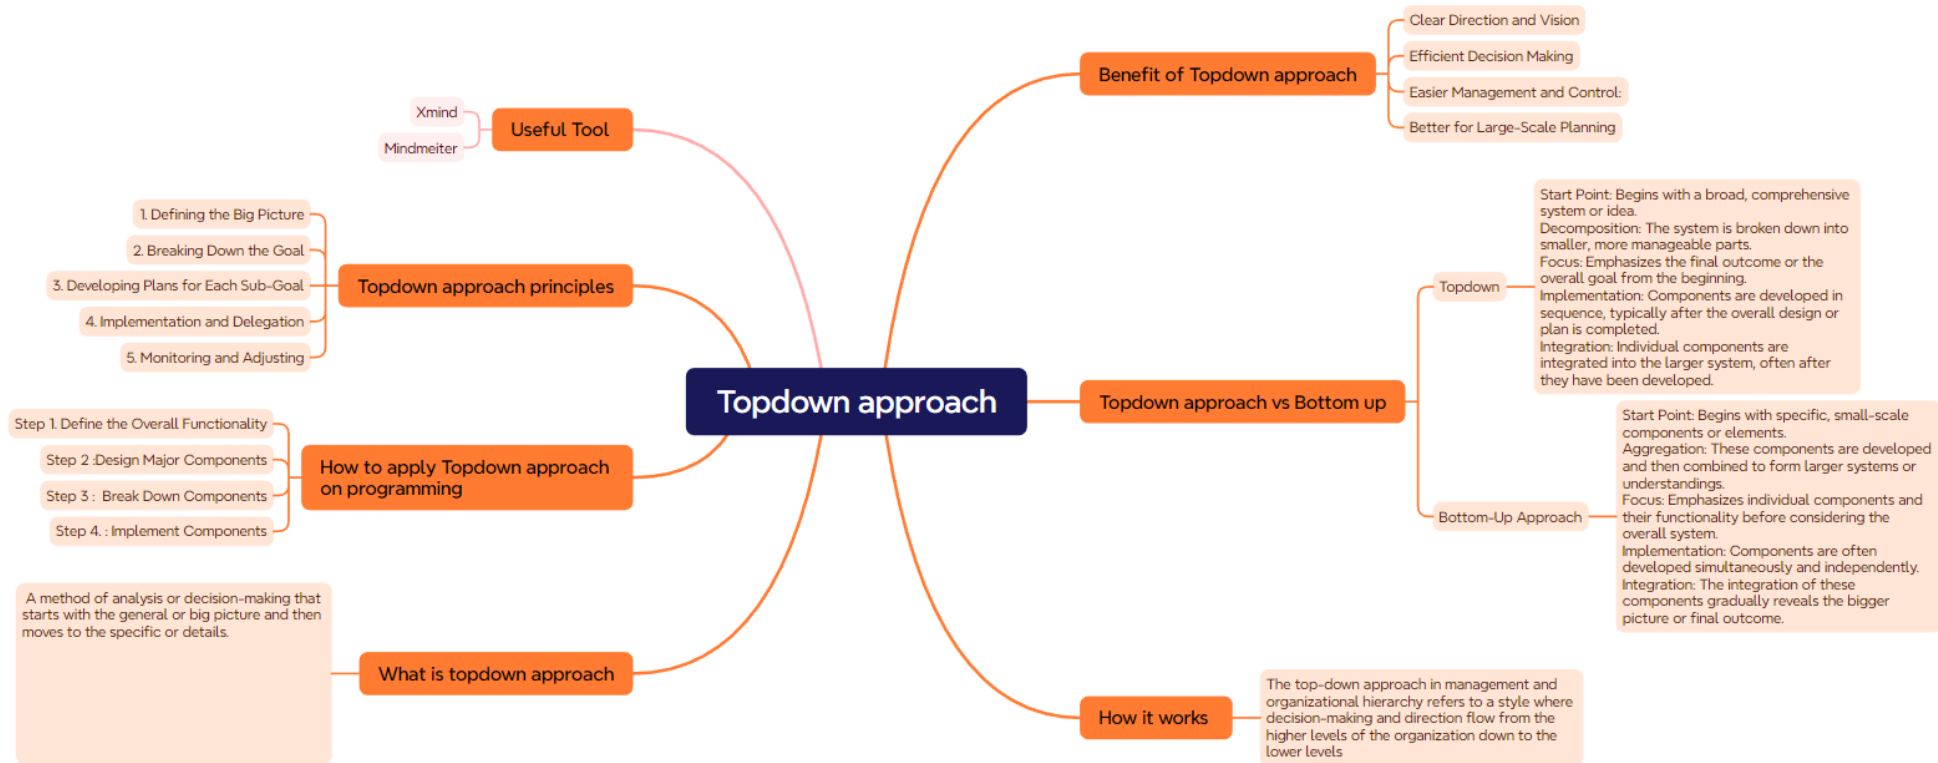 Topdown approach
Benefit of Topdown approach
Clear Direction and Vision
Efficient Decision Making
Easier Management and Control:
Better for Large-Scale Planning
Topdown approach vs Bottom up
Topdown
Start Point: Begins with a broad, comprehensive
system or idea.
Decomposition: The system is broken down into
smaller, more manageable parts.
Focus: Emphasizes the final outcome or the
overall goal from the beginning.
Implementation: Components are developed in
sequence, typically after the overall design or
plan is completed.
Integration: Individual components are
integrated into the larger system, often after
they have been developed.
Bottom-Up Approach
Start Point: Begins with specific, small-scale
components or elements.
Aggregation: These components are developed
and then combined to form larger systems or
understandings.
Focus: Emphasizes individual components and
their functionality before considering the
overall system.
Implementation: Components are often
developed simultaneously and independently.
Integration: The integration of these
components gradually reveals the bigger
picture or final outcome.
How it works
The top-down approach in management and
organizational hierarchy refers to a style where
decision-making and direction flow from the
higher levels of the organization down to the
lower levels
Useful Tool
Xmind
Mindmeiter
Topdown approach principles
1. Defining the Big Picture
2. Breaking Down the Goal
3. Developing Plans for Each Sub-Goal
4. Implementation and Delegation
5. Monitoring and Adjusting
How to apply Topdown approach
on programming
Step 1. Define the Overall Functionality
Step 2 :Design Major Components
Step 3 : Break Down Components
Step 4. : Implement Components
What is topdown approach
A method of analysis or decision-making that
starts with the general or big picture and then
moves to the specific or details.